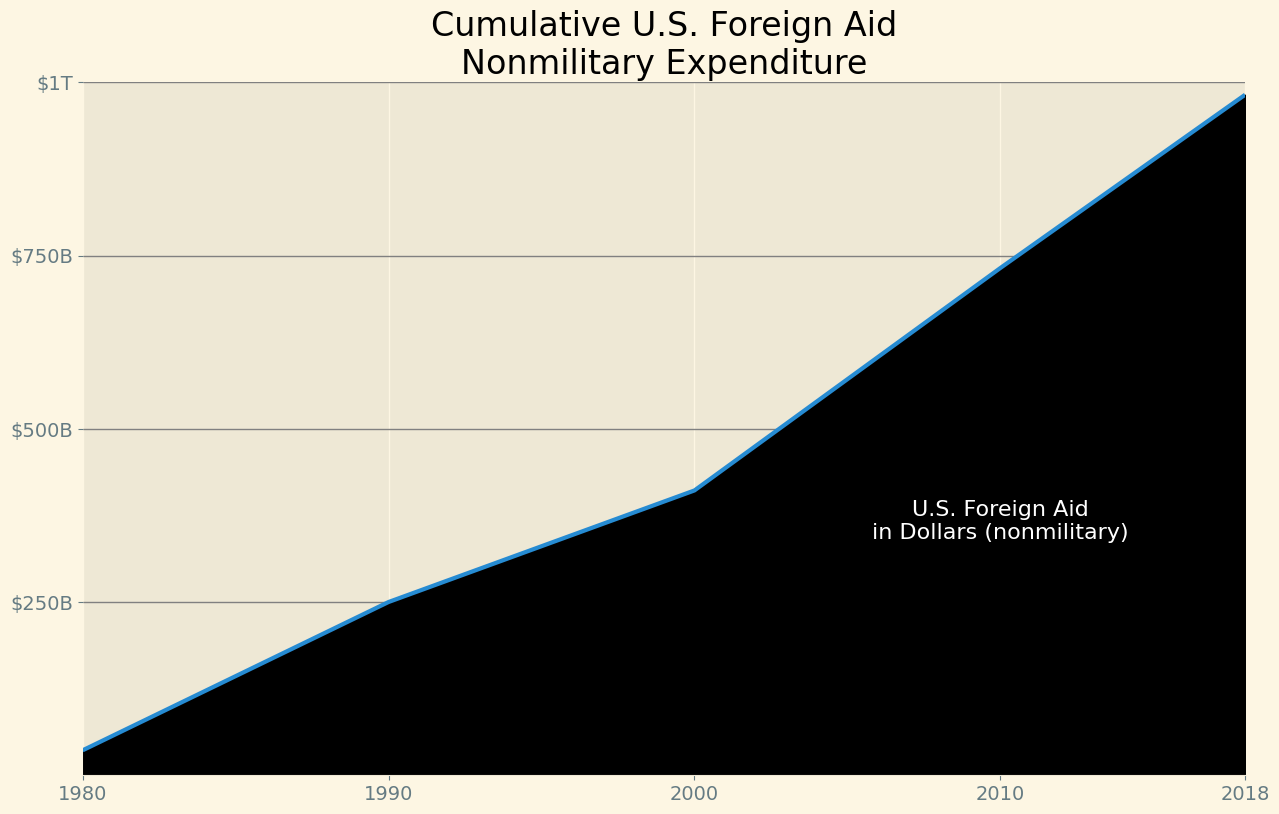 Cumulative U.S. Foreign Aid
Nonmilitary Expenditure
$1T
$750B
$500B
$250B
U.S. Foreign Aid
in Dollars (nonmilitary)
1980 1990 2000 2010 2018